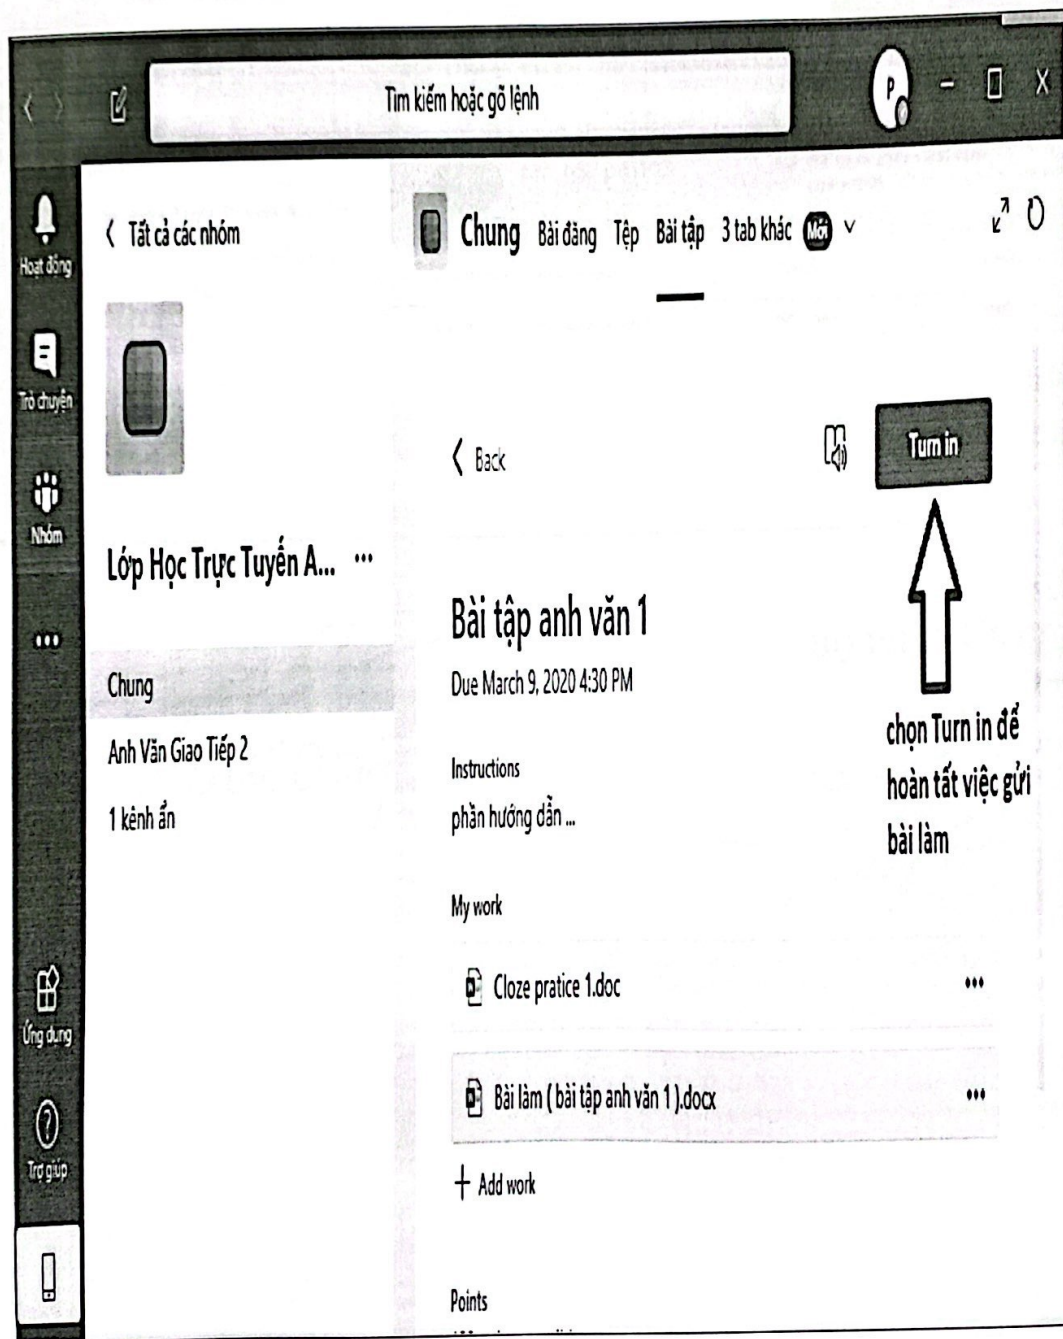 Tìm kiếm hoặc gõ lệnh
P
Hoạt động
Trò chuyện
Nhóm
Ứng dụng
Trợ giúp
Tất cả các nhóm
Lớp Học Trực Tuyến A... ...
Chung
Anh Văn Giao Tiếp 2
1 kênh ẩn
Chung Bài đăng Tệp Bài tập 3 tab khác Mới
Back
Turn in
Bài tập anh văn 1
Due March 9, 2020 4:30 PM
Instructions
phần hướng dẫn ...
chọn Turn in để
hoàn tất việc gửi
bài làm
My work
Cloze pratice 1.doc ...
Bài làm ( bài tập anh văn 1 ).docx ...
+ Add work
Points